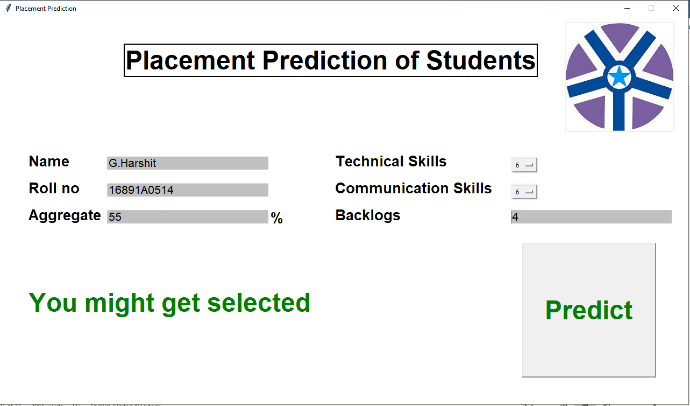 Placement Prediction
Placement Prediction of Students
Name G.Harshit
Roll no 16891A0514
Aggregate 55 %
Technical Skills 6
Communication Skills 6
Backlogs 4
You might get selected
Predict